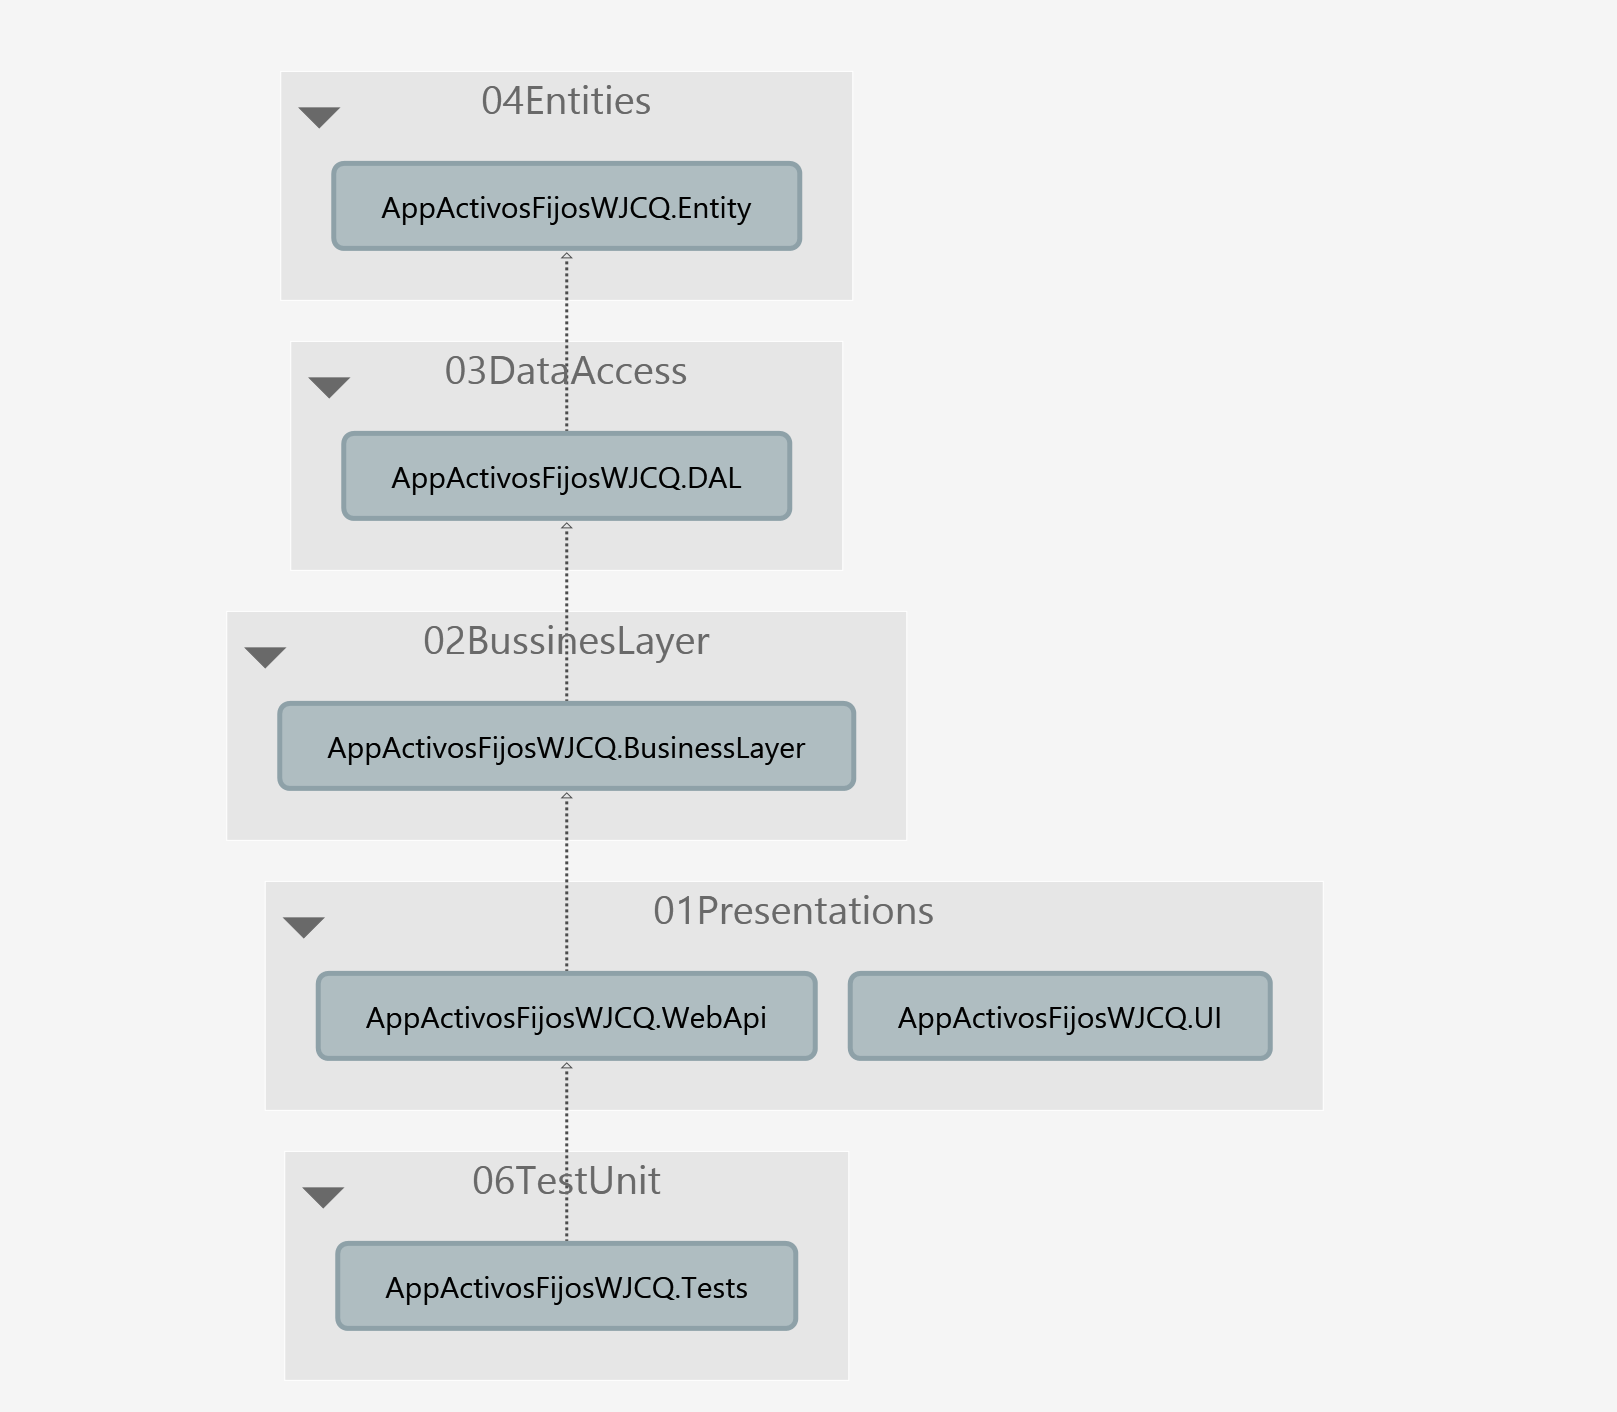 04Entities
AppActivosFijosWJCQ.Entity
03DataAccess
AppActivosFijosWJCQ.DAL
02BussinesLayer
AppActivosFijosWJCQ.BusinessLayer
01Presentations
AppActivosFijosWJCQ.WebApi
AppActivosFijosWJCQ.UI
06TestUnit
AppActivosFijosWJCQ.Tests